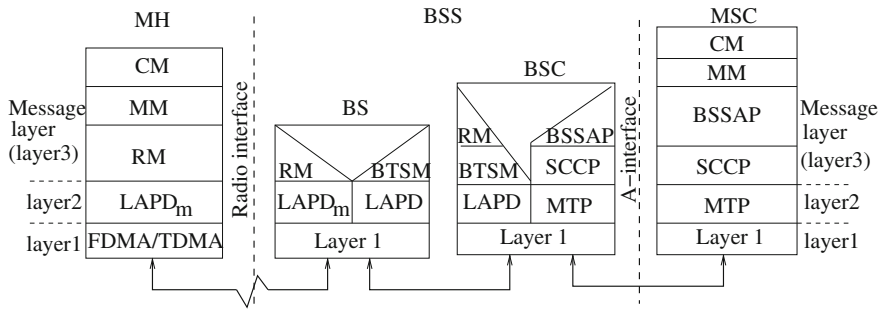 MH
BSS
MSC
CM
MM
RM
LAPDm
FDMA/TDMA
Message
layer
(layer3)
layer2
layer1
Radio interface
BS
RM
BTSM
LAPDm
LAPD
Layer 1
BSC
RM
BTSM
LAPD
BSSAP
SCCP
MTP
Layer 1
A-interface
CM
MM
BSSAP
SCCP
MTP
Layer 1
Message
layer
(layer3)
layer2
layer1